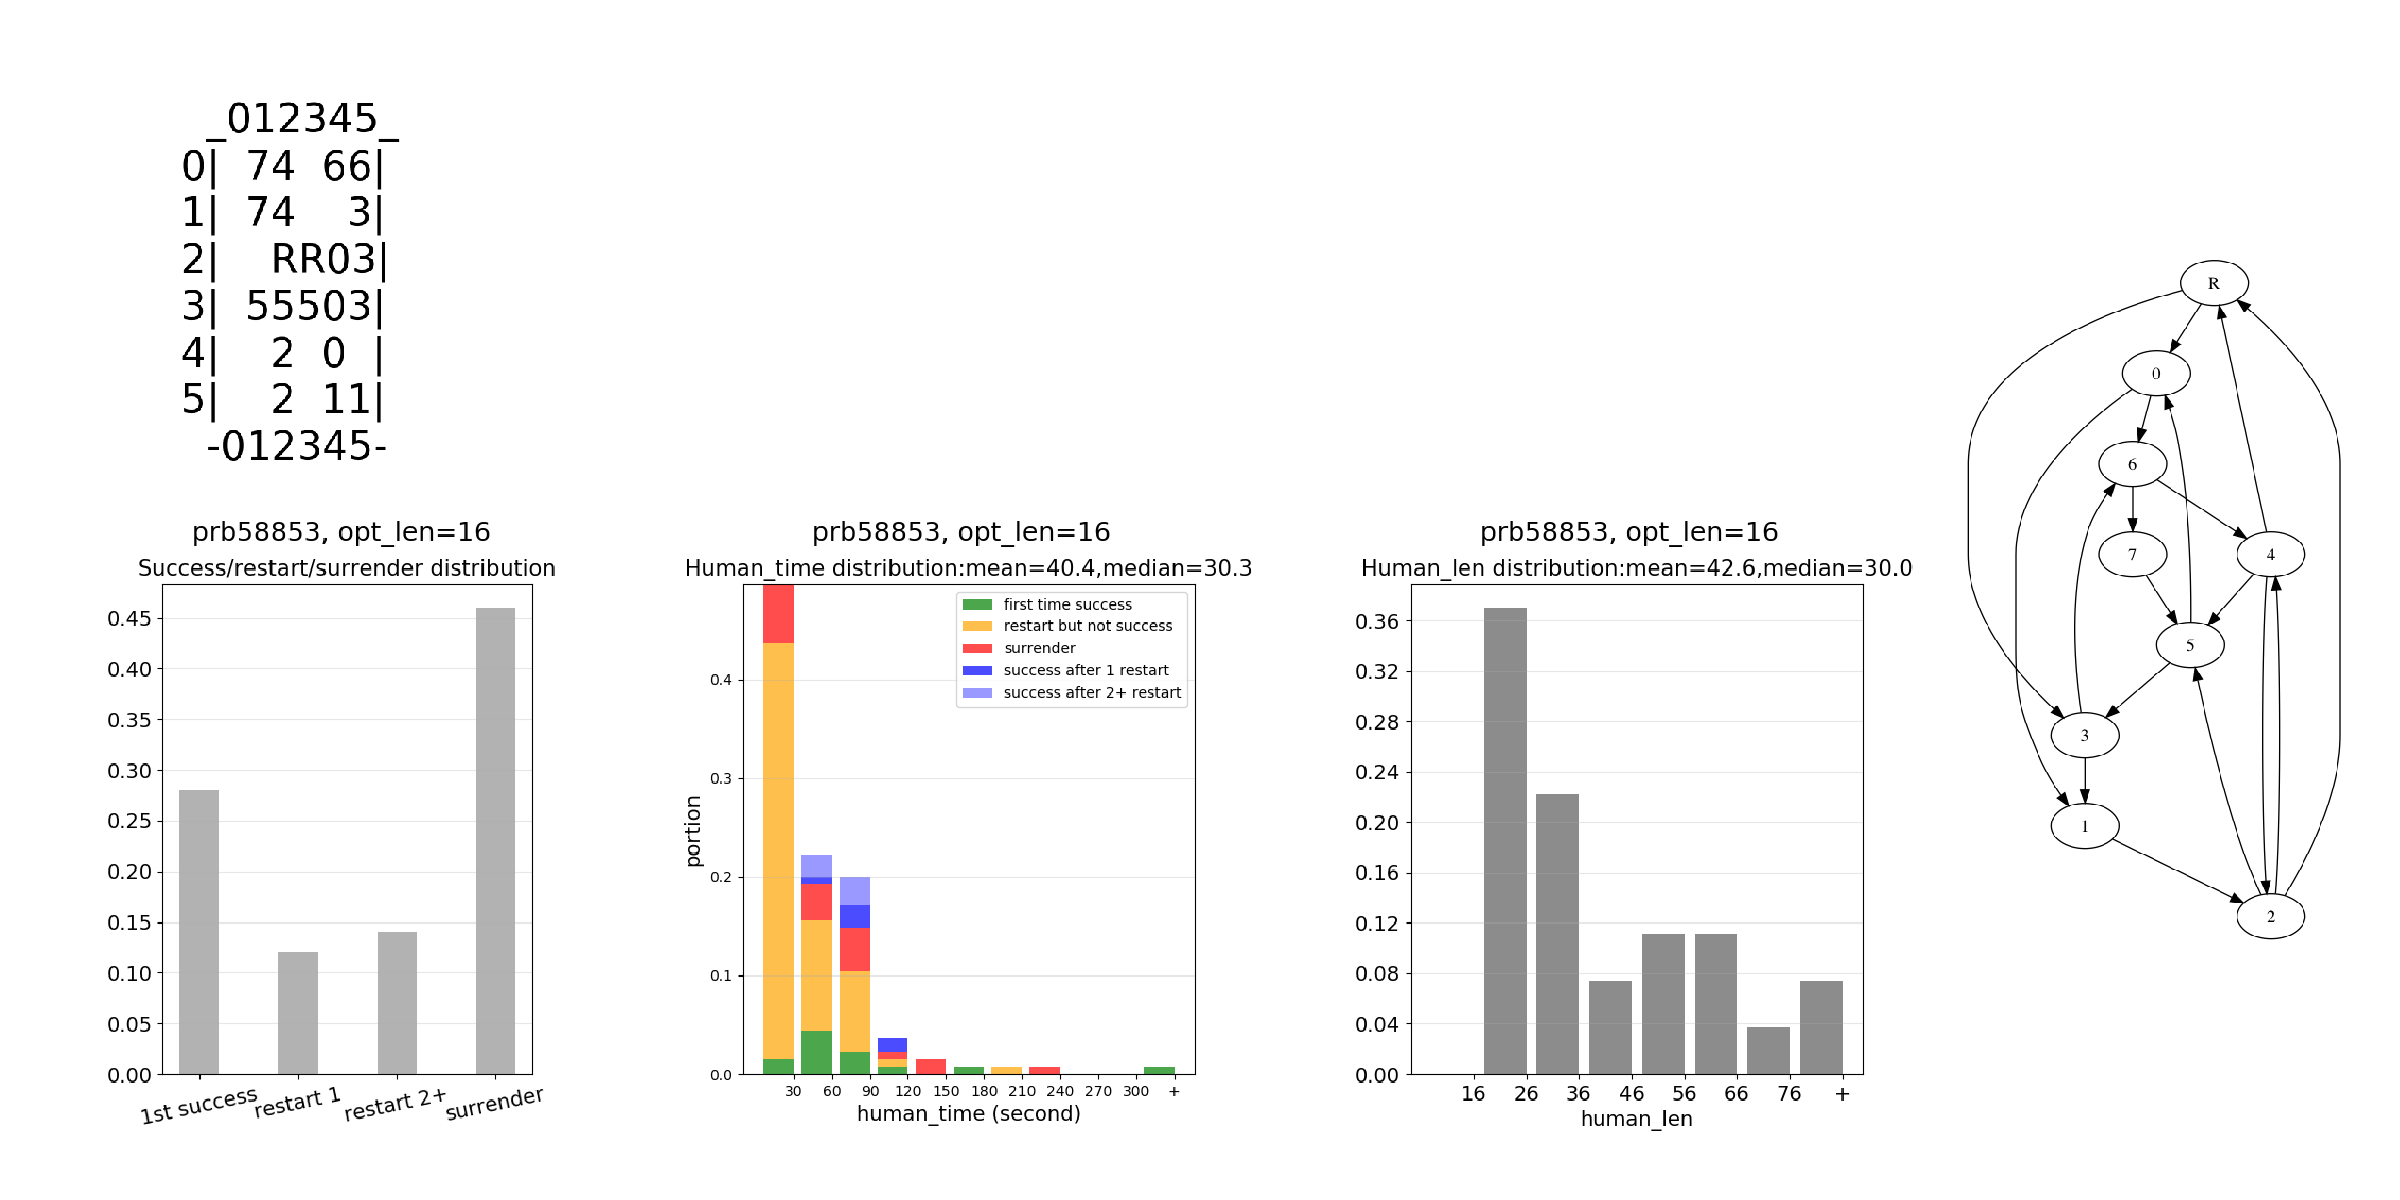 _012345_
0| 74 66|
1| 74  3|
2|  RR03|
3| 55503|
4|  2 0 |
5|  2 11|
-012345-
prb58853, opt_len=16
Success/restart/surrender distribution
0.45
0.40
0.35
0.30
0.25
0.20
0.15
0.10
0.05
0.00
1st success restart 1 restart 2+ surrender
prb58853, opt_len=16
Human_time distribution:mean=40.4,median=30.3
first time success
restart but not success
surrender
success after 1 restart
success after 2+ restart
portion
0.4
0.3
0.2
0.1
0.0
30 60 90 120 150 180 210 240 270 300 +
human_time (second)
prb58853, opt_len=16
Human_len distribution:mean=42.6,median=30.0
0.36
0.32
0.28
0.24
0.20
0.16
0.12
0.08
0.04
0.00
16 26 36 46 56 66 76 +
human_len
R
0
6
7 4
5
3
1
2